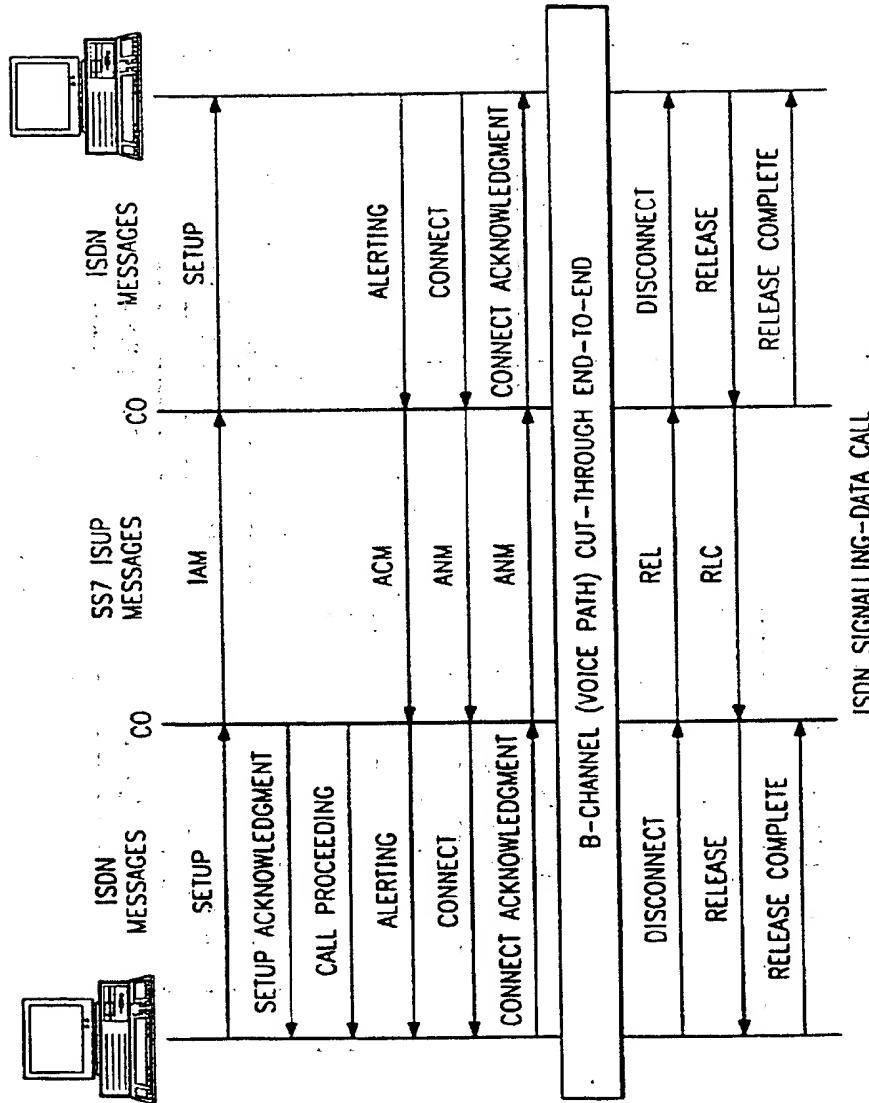 ISDN
MESSAGES
CO
SS7 ISUP
MESSAGES
CO
ISDN
MESSAGES
SETUP
IAM
SETUP
SETUP ACKNOWLEDGMENT
CALL PROCEEDING
ALERTING
ACM
ALERTING
CONNECT
ANM
CONNECT
CONNECT ACKNOWLEDGMENT
ANM
CONNECT ACKNOWLEDGMENT
B-CHANNEL (VOICE PATH) CUT-THROUGH END-TO-END
DISCONNECT
REL
DISCONNECT
RELEASE
RLC
RELEASE
RELEASE COMPLETE
RELEASE COMPLETE
ISDN SIGNALLING-DATA CALL